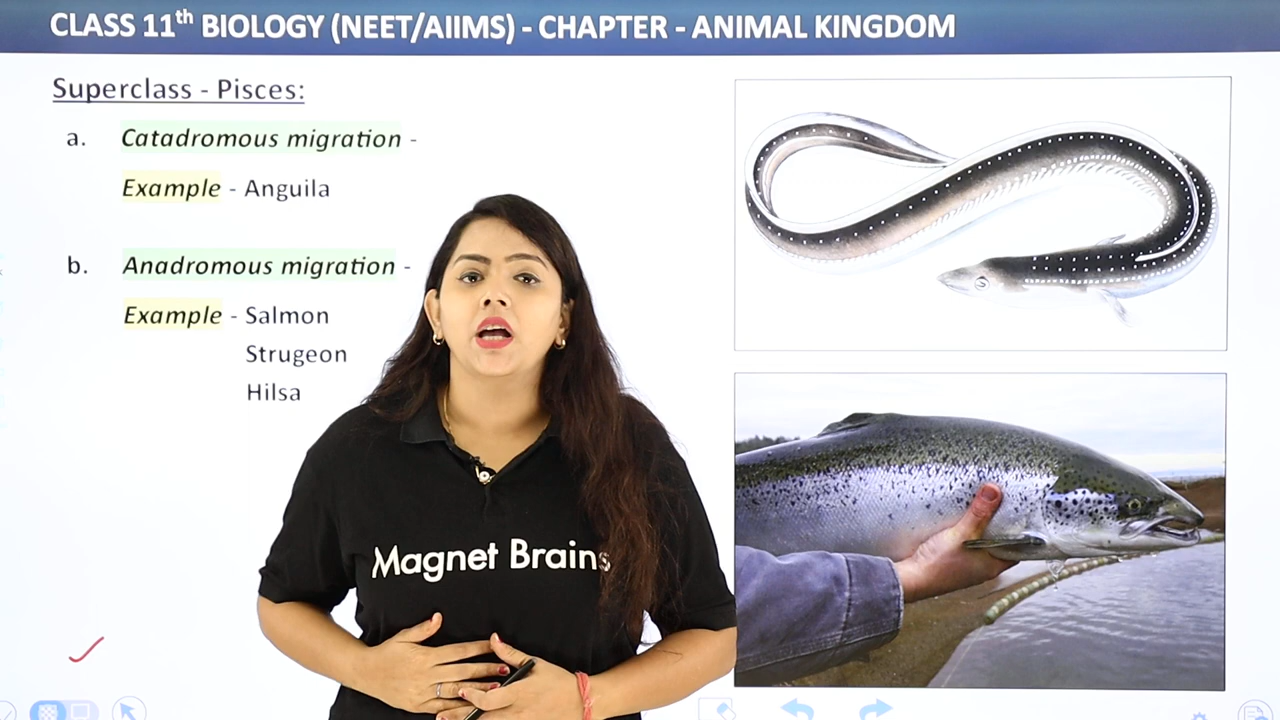 CLASS 11th BIOLOGY (NEET/AIIMS) - CHAPTER - ANIMAL KINGDOM
Superclass - Pisces:
a. Catadromous migration -
Example - Anguila
b. Anadromous migration -
Example - Salmon
Strugeon
Hilsa
Magnet Brains